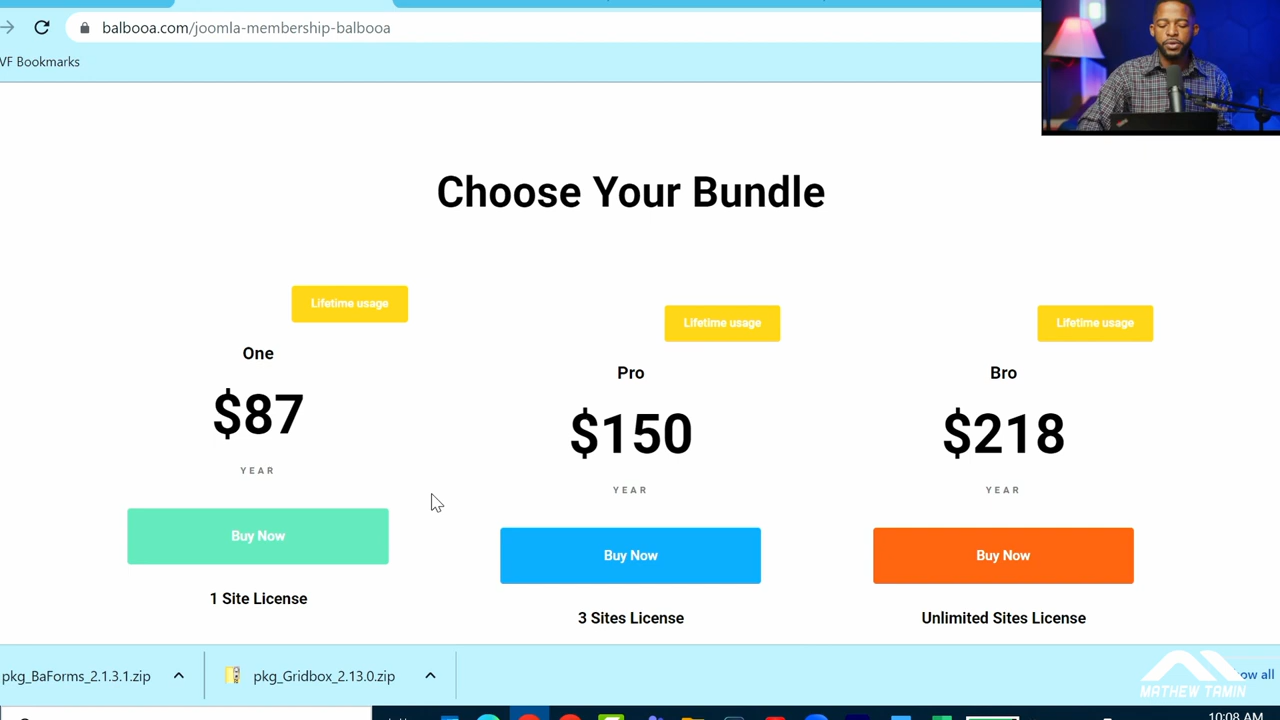 balbooa.com/joomla-membership-balbooa
VF Bookmarks
Choose Your Bundle
Lifetime usage
One
$87
YEAR
Buy Now
1 Site License
Lifetime usage
Pro
$150
YEAR
Buy Now
3 Sites License
Lifetime usage
Bro
$218
YEAR
Buy Now
Unlimited Sites License
pkg_BaForms_2.1.3.1.zip
pkg_Gridbox_2.13.0.zip
all
MATHEW TAMIN
10:08 AM